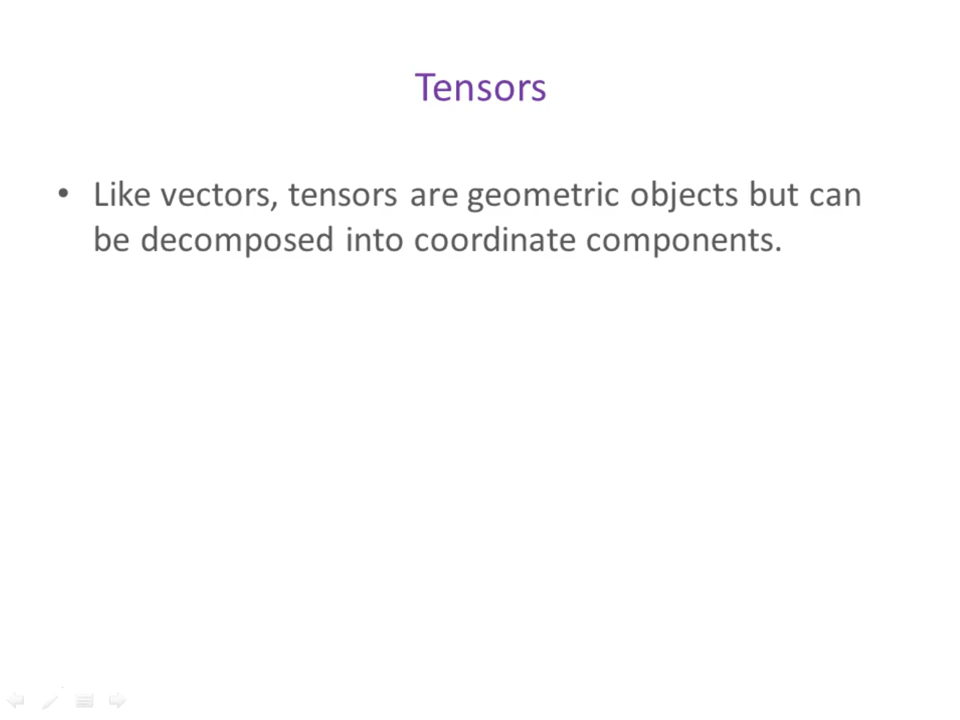 Tensors
• Like vectors, tensors are geometric objects but can
be decomposed into coordinate components.